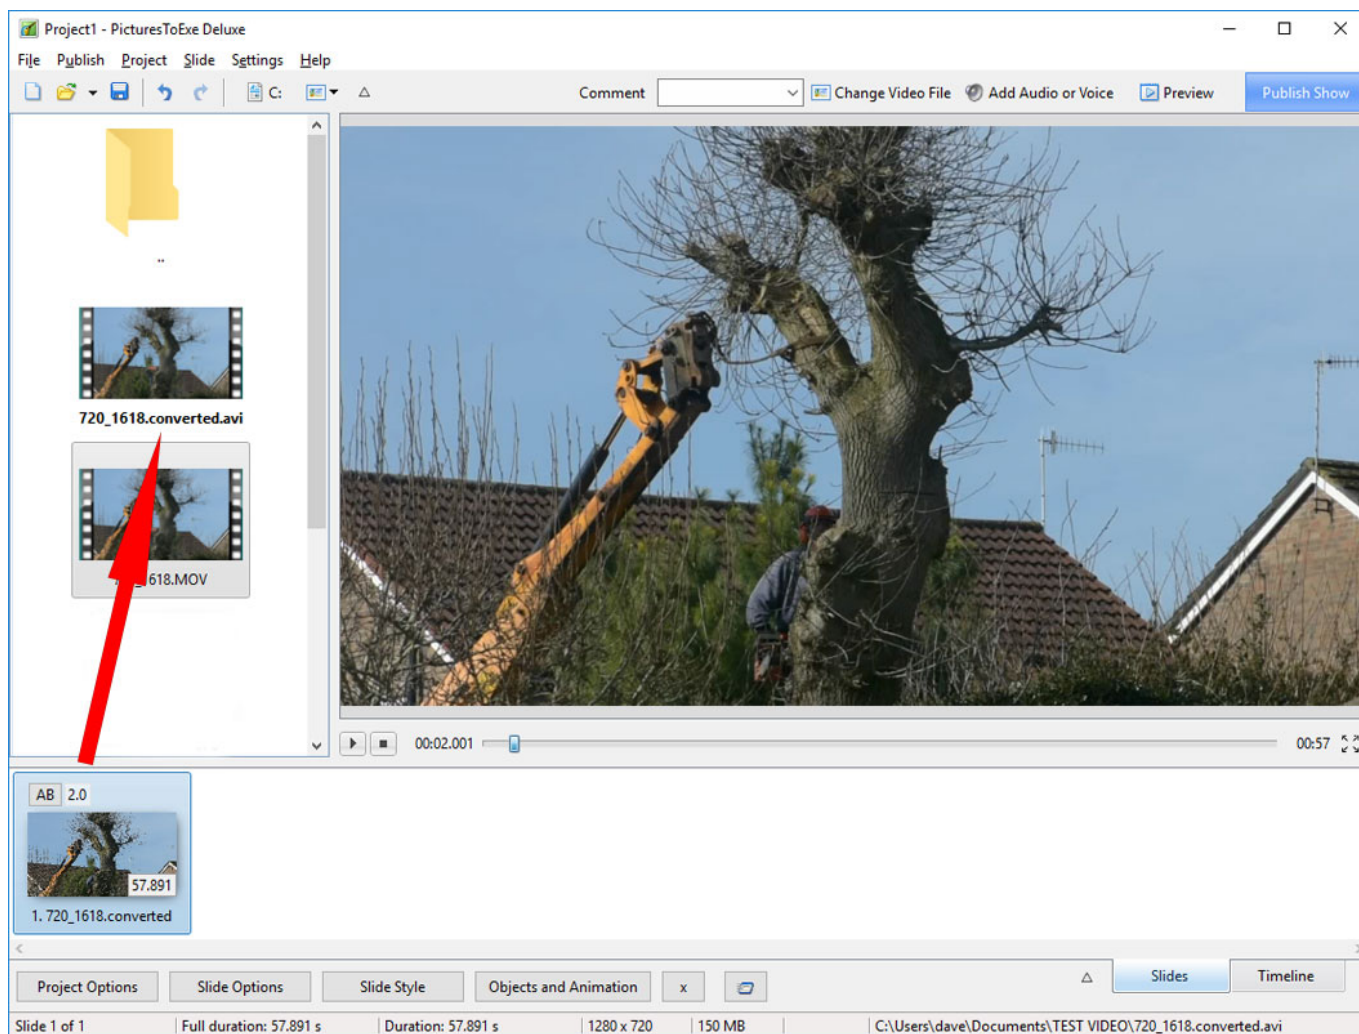 Project1 - PicturesToExe Deluxe
File Publish Project Slide Settings Help
C: Comment Change Video File Add Audio or Voice Preview Publish Show
..
720_1618.converted.avi
618.MOV
00:02.001 00:57
AB 2.0
57.891
1. 720_1618.converted
Project Options Slide Options Slide Style Objects and Animation x Slides Timeline
Slide 1 of 1 Full duration: 57.891 s Duration: 57.891 s 1280 x 720 150 MB C:\Users\dave\Documents\TEST VIDEO\720_1618.converted.avi